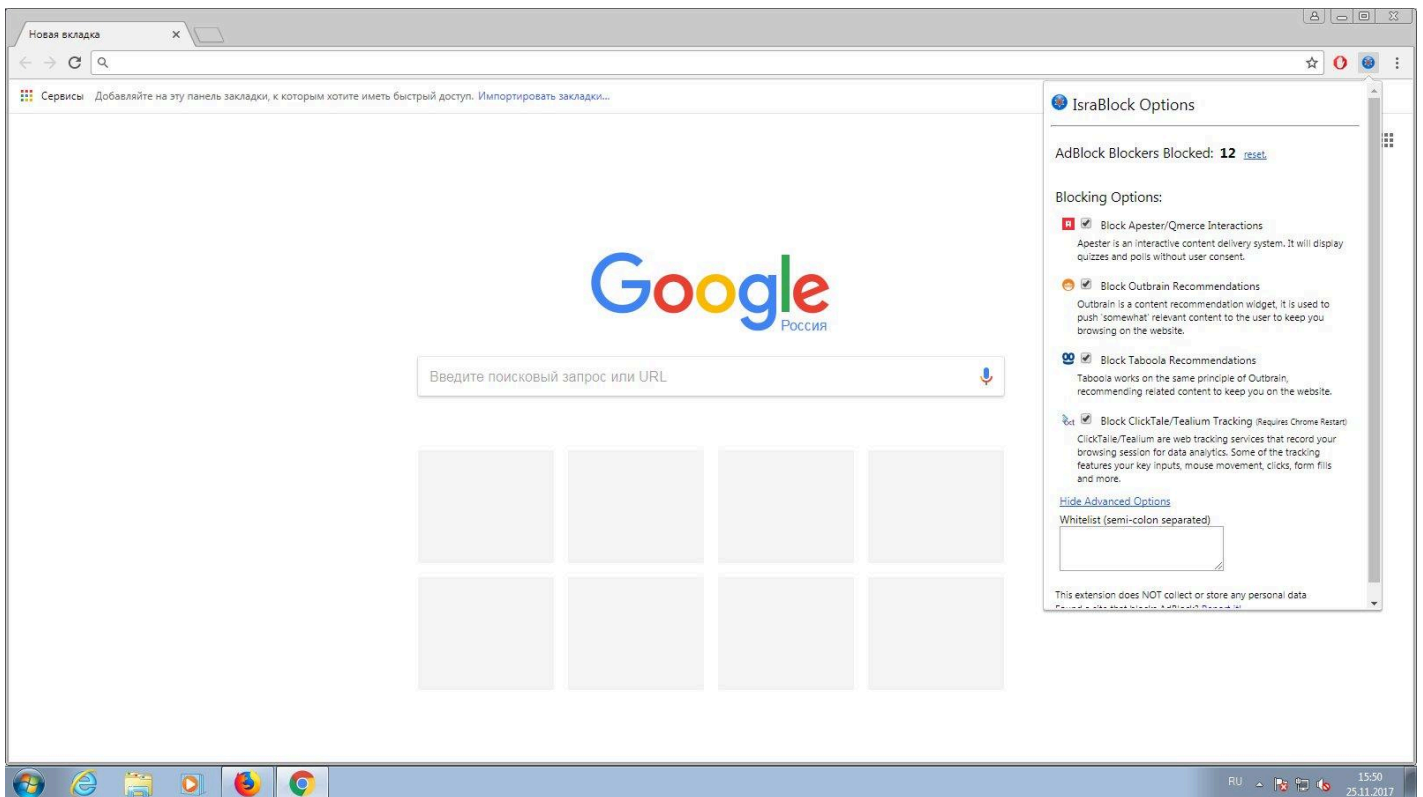 Новая вкладка
Сервисы Добавляйте на эту панель закладки, к которым хотите иметь быстрый доступ. Импортировать закладки...
IsraBlock Options
AdBlock Blockers Blocked: 12 reset.
Blocking Options:
Block Apester/Qmerce Interactions
Apester is an interactive content delivery system. It will display
quizzes and polls without user consent.
Block Outbrain Recommendations
Outbrain is a content recommendation widget, it is used to
push 'somewhat' relevant content to the user to keep you
browsing on the website.
Block Taboola Recommendations
Taboola works on the same principle of Outbrain,
recommending related content to keep you on the website.
Block ClickTale/Tealium Tracking (Requires Chrome Restart)
ClickTalle/Tealium are web tracking services that record your
browsing session for data analytics. Some of the tracking
features your key inputs, mouse movement, clicks, form fills
and more.
Hide Advanced Options
Whitelist (semi-colon separated)
This extension does NOT collect or store any personal data
Found a site that blocks AdBlock? Report it!
Google
Россия
Введите поисковый запрос или URL
RU
15:50
25.11.2017